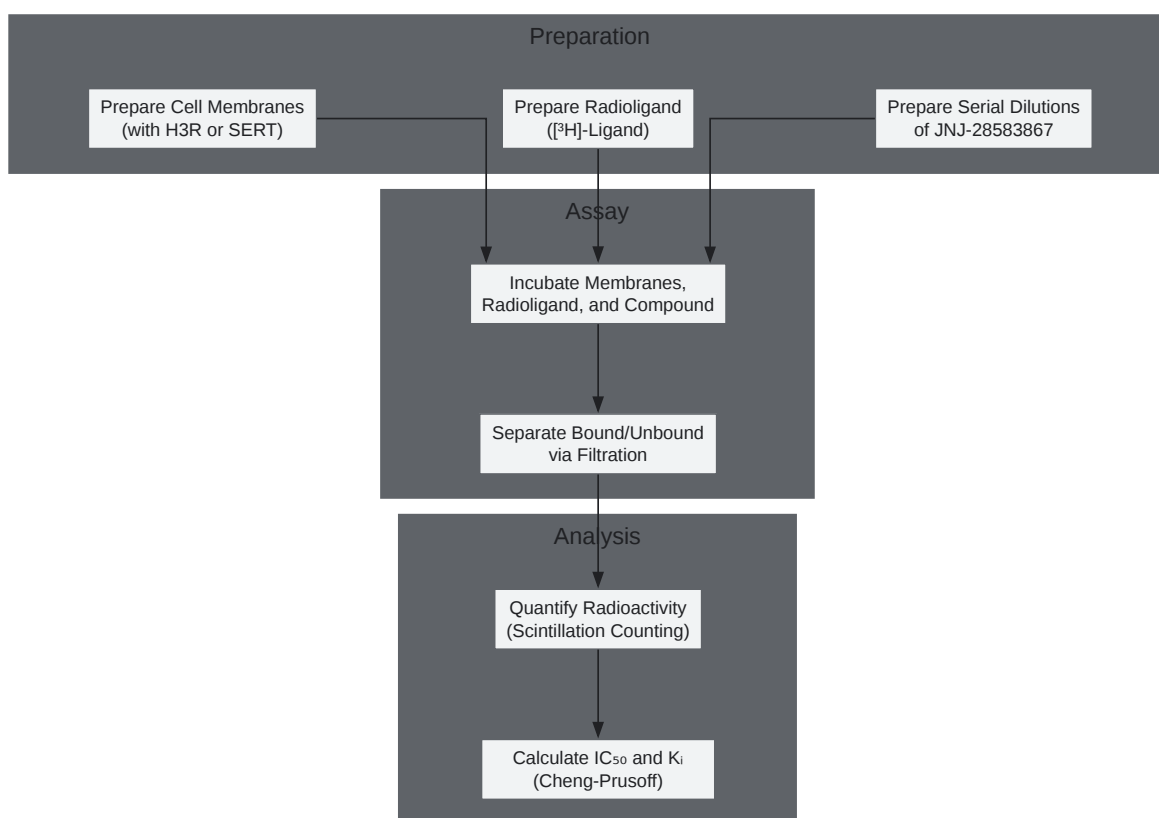 Preparation
Prepare Cell Membranes
(with H3R or SERT)
Prepare Radioligand
([³H]-Ligand)
Prepare Serial Dilutions
of JNJ-28583867
Assay
Incubate Membranes,
Radioligand, and Compound
Separate Bound/Unbound
via Filtration
Analysis
Quantify Radioactivity
(Scintillation Counting)
Calculate IC₅₀ and Kᵢ
(Cheng-Prusoff)